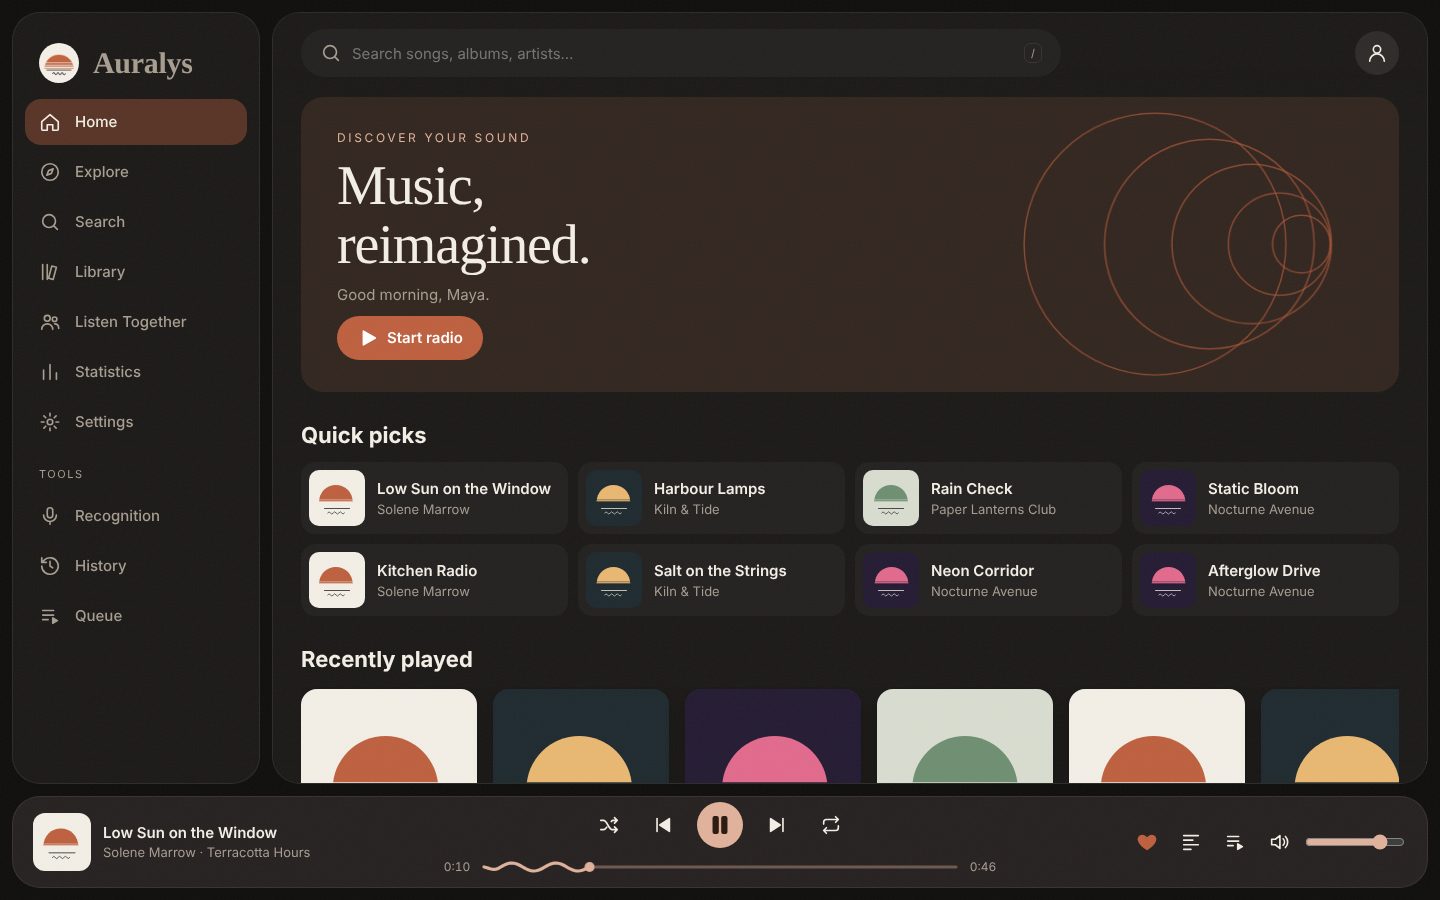 Auralys
Home
Explore
Search
Library
Listen Together
Statistics
Settings
TOOLS
Recognition
History
Queue
Search songs, albums, artists...
/
DISCOVER YOUR SOUND
Music,
reimagined.
Good morning, Maya.
Start radio
Quick picks
Low Sun on the Window
Solene Marrow
Harbour Lamps
Kiln & Tide
Rain Check
Paper Lanterns Club
Static Bloom
Nocturne Avenue
Kitchen Radio
Solene Marrow
Salt on the Strings
Kiln & Tide
Neon Corridor
Nocturne Avenue
Afterglow Drive
Nocturne Avenue
Recently played
Low Sun on the Window
Solene Marrow · Terracotta Hours
0:10
0:46